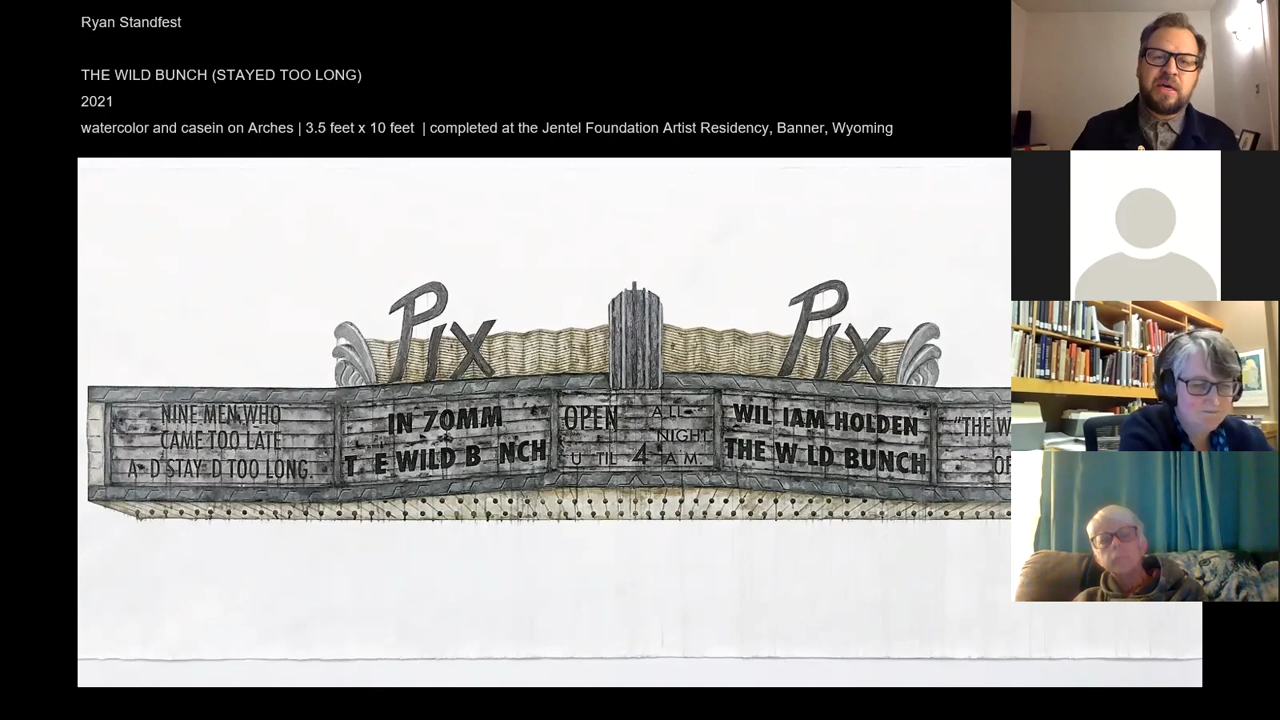 Ryan Standfest
THE WILD BUNCH (STAYED TOO LONG)
2021
watercolor and casein on Arches | 3.5 feet x 10 feet | completed at the Jentel Foundation Artist Residency, Banner, Wyoming
Pix
Pix
NINE MEN WHO
CAME TOO LATE
A D STAY D TOO LONG.
IN 70MM
T E WILD B NCH
OPEN ALL
NIGHT
U TIL 4 A M
WIL IAM HOLDEN
THE W LD BUNCH
"THE W